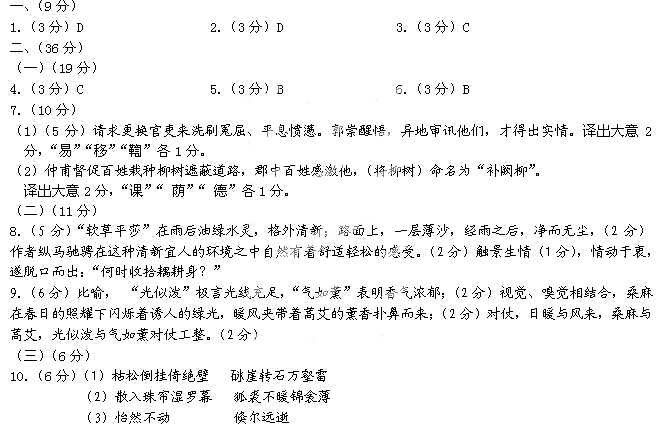 一、(9分)
1.(3分)D 2.(3分)D 3.(3分)C
二、(36分)
(一)(19分)
4.(3分)C 5.(3分)B 6.(3分)B
7.(10分)
(1)(5分)请求更换官吏来洗刷冤屈、平息愤懑。郭崇醒悟,异地审讯他们,才得出实情。译出大意2
分,“易”“移”“鞫”各1分。
(2)仲甫督促百姓栽种柳树遮蔽道路,郡中百姓感激他,(将柳树)命名为“补阙柳”。
译出大意2分,“课”“ 荫”“ 德”各1分。
(二)(11分)
8.(5分)“软草平莎”在雨后油绿水灵,格外清新;路面上,一层薄沙,经雨之后,净而无尘,(2分)
作者纵马驰骋在这种清新宜人的环境之中自然有着舒适轻松的感受。(2分)触景生情(1分),情动于衷,
遂脱口而出:“何时收拾耦耕身?”
9.(6分)比喻, “光似泼”极言光线充足,“气如薰”表明香气浓郁;(2分)视觉、嗅觉相结合,桑麻
在春日的照耀下闪烁着诱人的绿光,暖风夹带着蒿艾的薰香扑鼻而来;(2分)对仗,日暖与风来,桑麻与
蒿艾,光似泼与气如薰对仗工整。(2分)
(三)(6分)
10.(6分)(1)枯松倒挂倚绝壁 砯崖转石万壑雷
(2)散入珠帘湿罗幕 狐裘不暖锦衾薄
(3)怡然不动 俶尔远逝